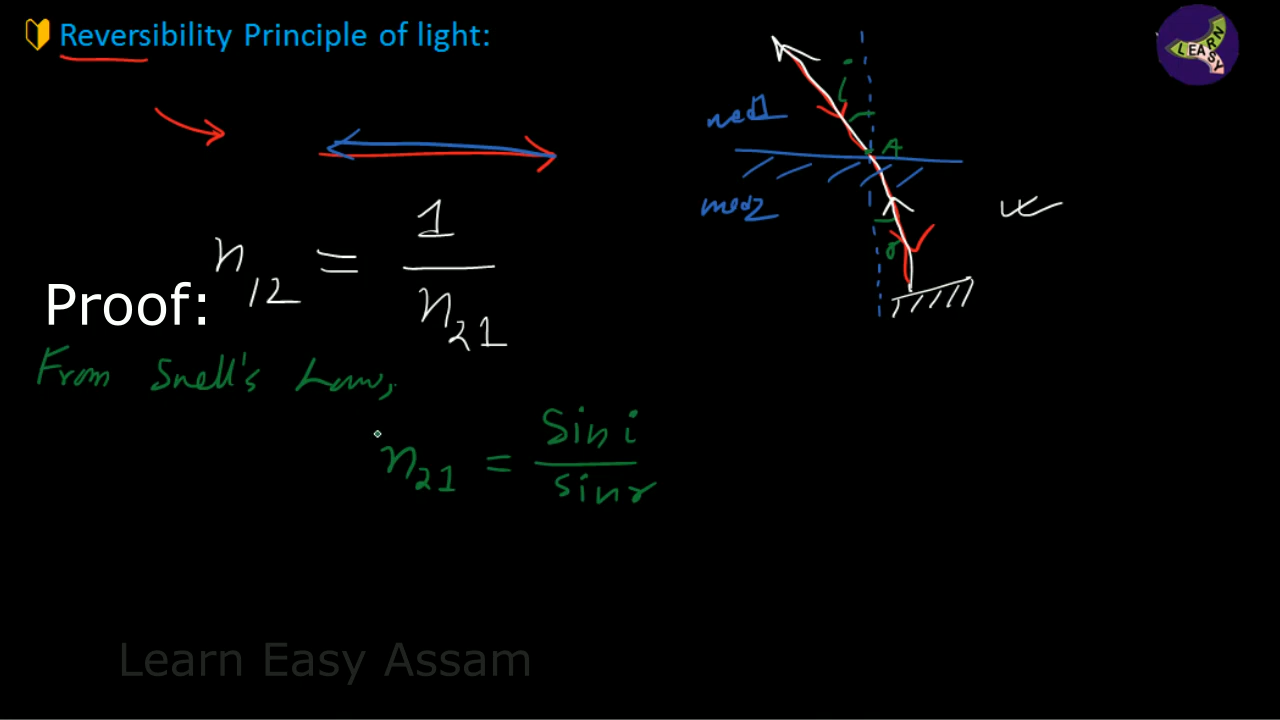 Reversibility Principle of light:
LEARN
EASY
i
med1
A
med2
r
n12 = 1/n21
Proof:
From Snell's Law,
n21 = Sin i / sin r
Learn Easy Assam